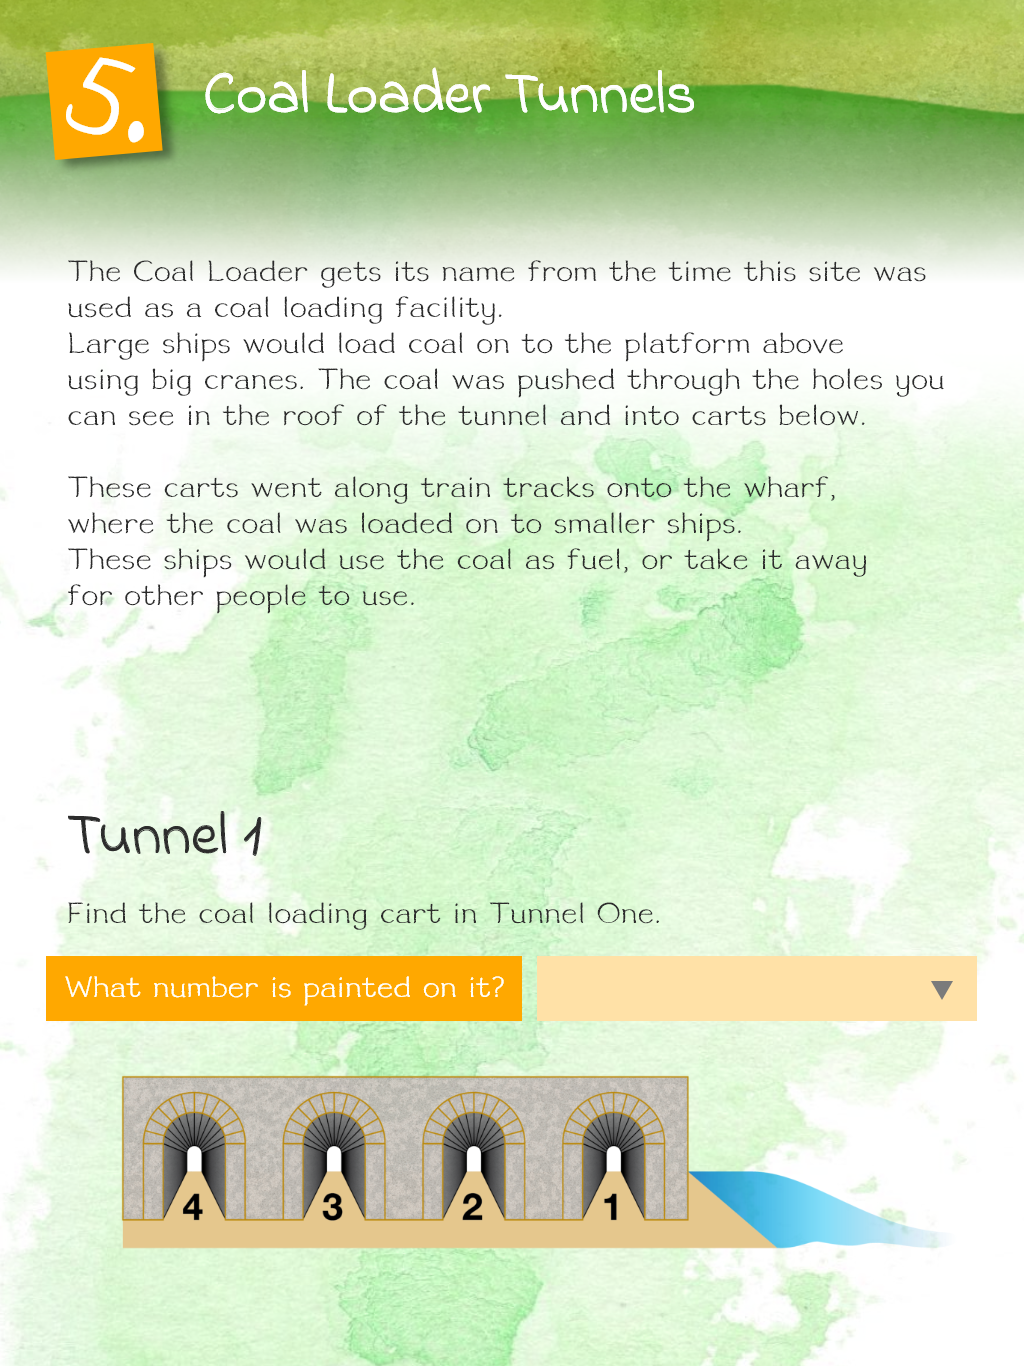 5.
Coal Loader Tunnels
The Coal Loader gets its name from the time this site was
used as a coal loading facility.
Large ships would load coal on to the platform above
using big cranes. The coal was pushed through the holes you
can see in the roof of the tunnel and into carts below.
These carts went along train tracks onto the wharf,
where the coal was loaded on to smaller ships.
These ships would use the coal as fuel, or take it away
for other people to use.
Tunnel 1
Find the coal loading cart in Tunnel One.
What number is painted on it?
4 3 2 1